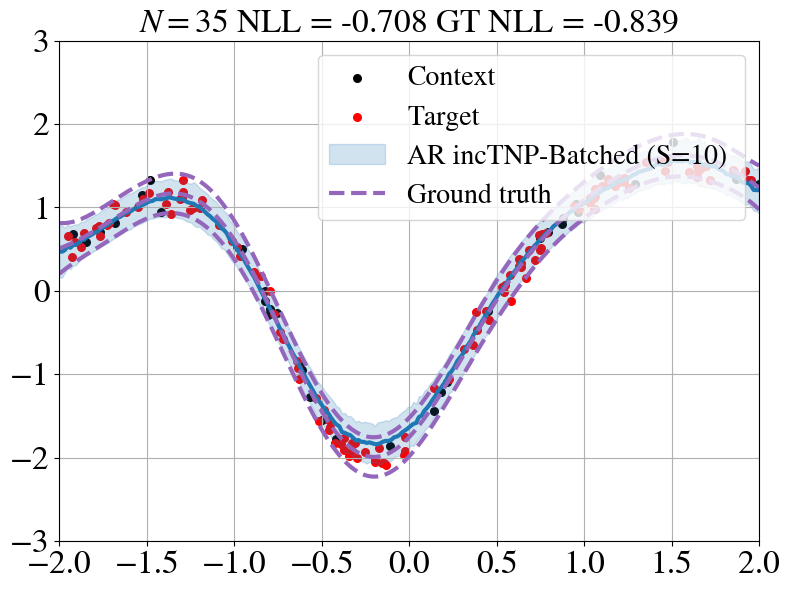 N = 35 NLL = -0.708 GT NLL = -0.839
Context
Target
AR incTNP-Batched (S=10)
Ground truth
3
2
1
0
−1
−2
−3
−2.0 −1.5 −1.0 −0.5 0.0 0.5 1.0 1.5 2.0